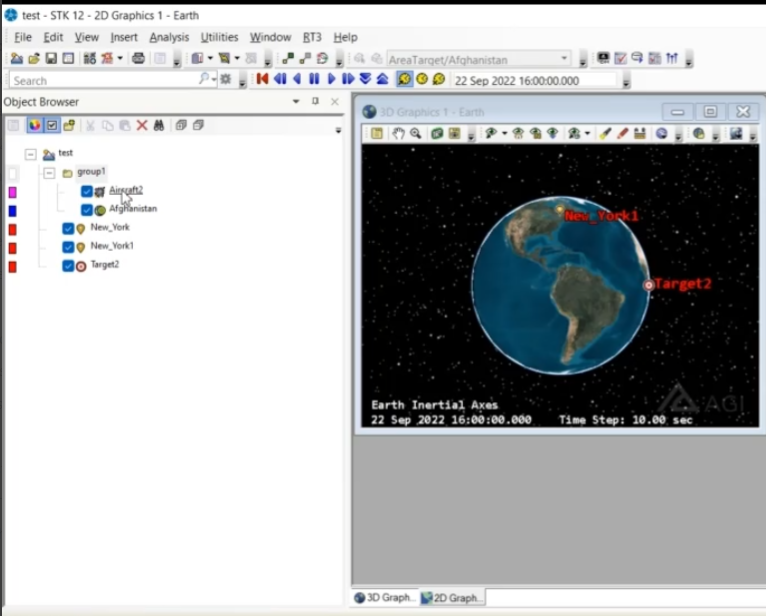 test - STK 12 - 2D Graphics 1 - Earth
File Edit View Insert Analysis Utilities Window RT3 Help
AreaTarget/Afghanistan
Search
22 Sep 2022 16:00:00.000
Object Browser
3D Graphics 1 - Earth
test
group1
Aircraft2
Afghanistan
New_York
New_York1
Target2
New_York1
Target2
AGI
Earth Inertial Axes
22 Sep 2022 16:00:00.000 Time Step: 10.00 sec
3D Graph... 2D Graph...